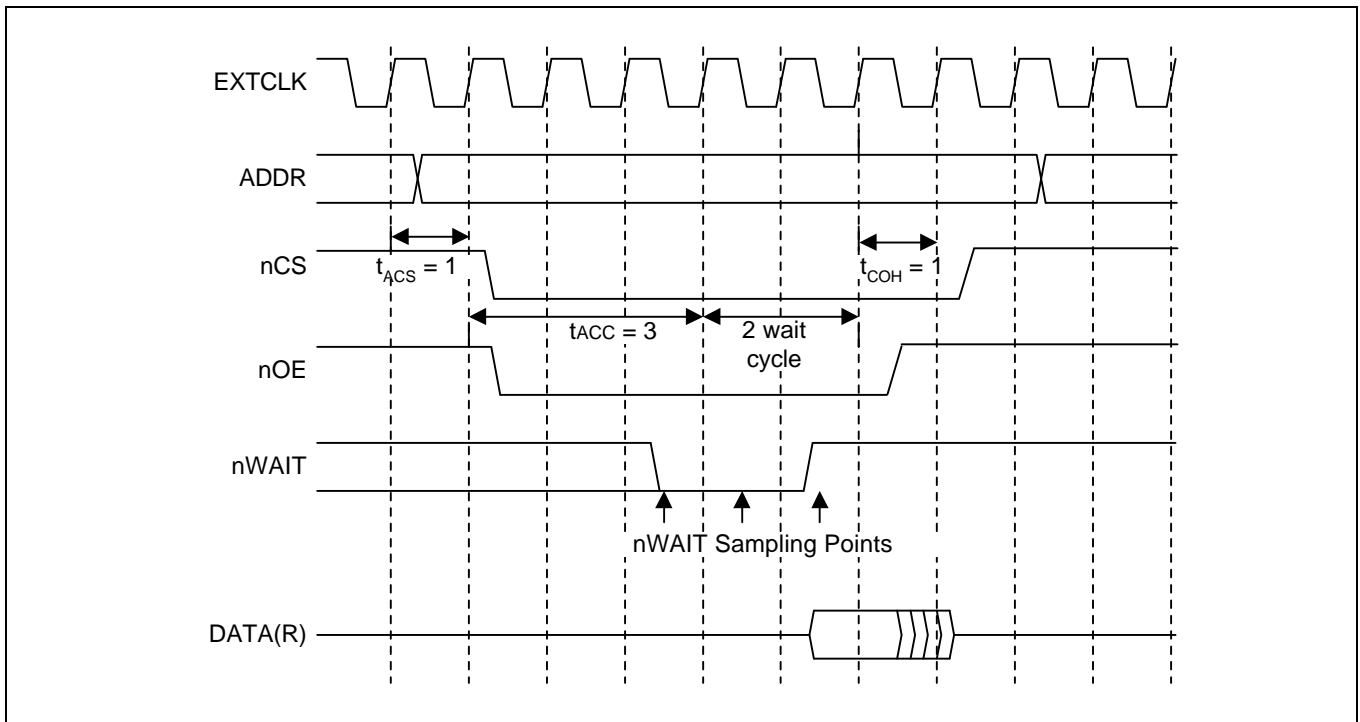 EXTCLK
ADDR
nCS
tACS = 1
tCOH = 1
tACC = 3
2 wait
cycle
nOE
nWAIT
nWAIT Sampling Points
DATA(R)